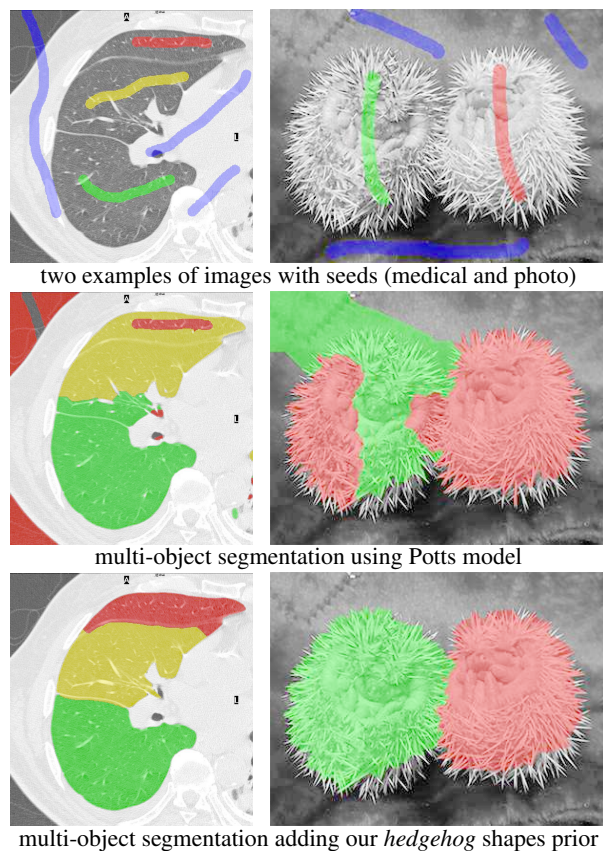 A
L
two examples of images with seeds (medical and photo)
A
L
multi-object segmentation using Potts model
A
L
multi-object segmentation adding our hedgehog shapes prior